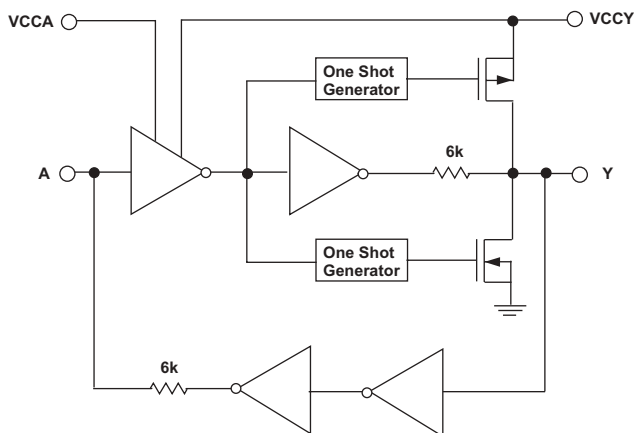 VCCA
VCCY
One Shot
Generator
6k
A
Y
One Shot
Generator
6k